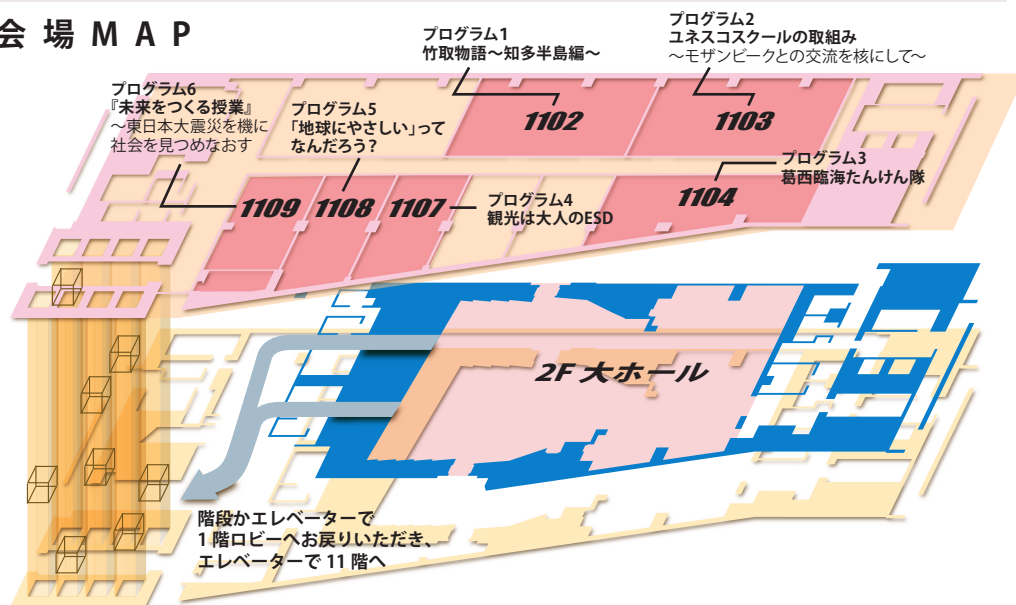 会場MAP
プログラム1
竹取物語～知多半島編～
プログラム2
ユネスコスクールの取組み
～モザンビークとの交流を核にして～
プログラム6
『未来をつくる授業』
～東日本大震災を機に
社会を見つめなおす
プログラム5
「地球にやさしい」って
なんだろう？
1102
1103
プログラム3
葛西臨海たんけん隊
1109
1108
1107
プログラム4
観光は大人のESD
1104
2F 大ホール
階段かエレベーターで
1階ロビーへお戻りいただき、
エレベーターで 11 階へ